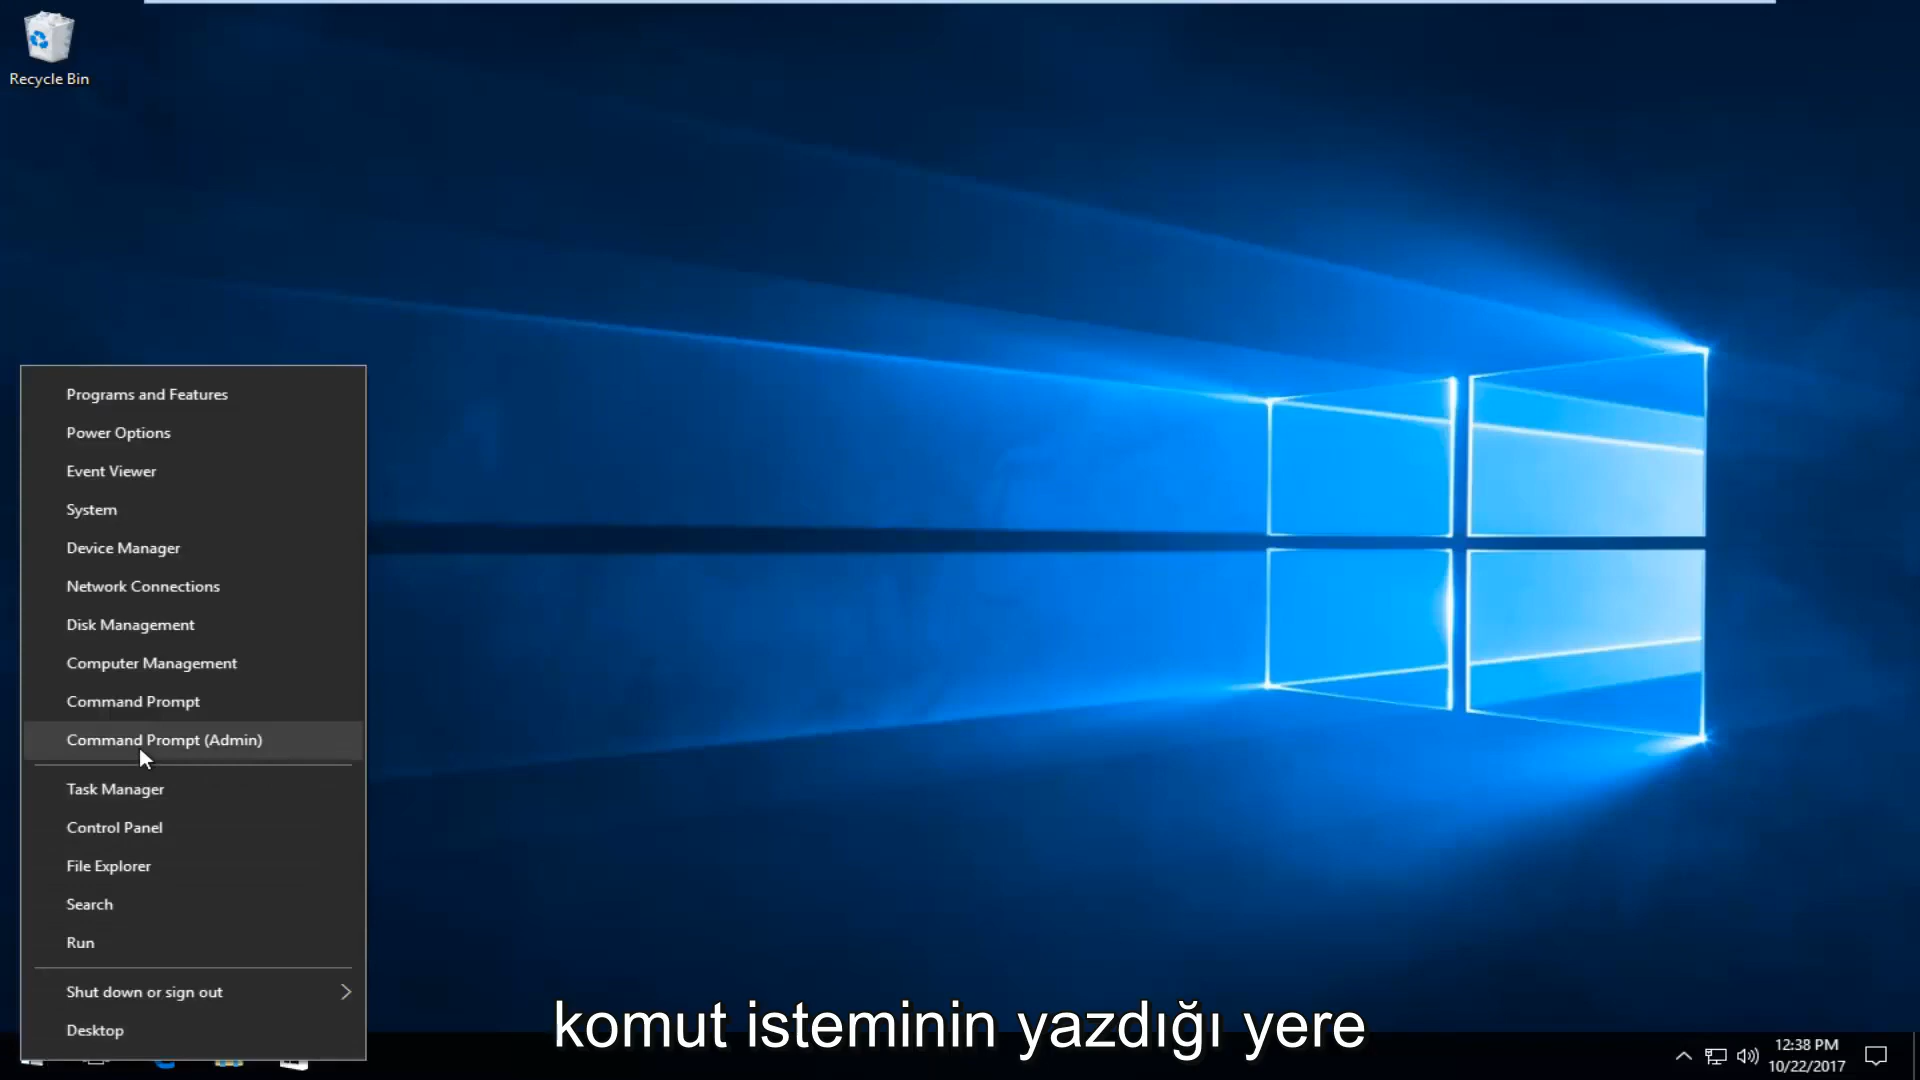 Recycle Bin
Programs and Features
Power Options
Event Viewer
System
Device Manager
Network Connections
Disk Management
Computer Management
Command Prompt
Command Prompt (Admin)
Task Manager
Control Panel
File Explorer
Search
Run
Shut down or sign out
Desktop
komut isteminin yazdığı yere
12:38 PM
10/22/2017